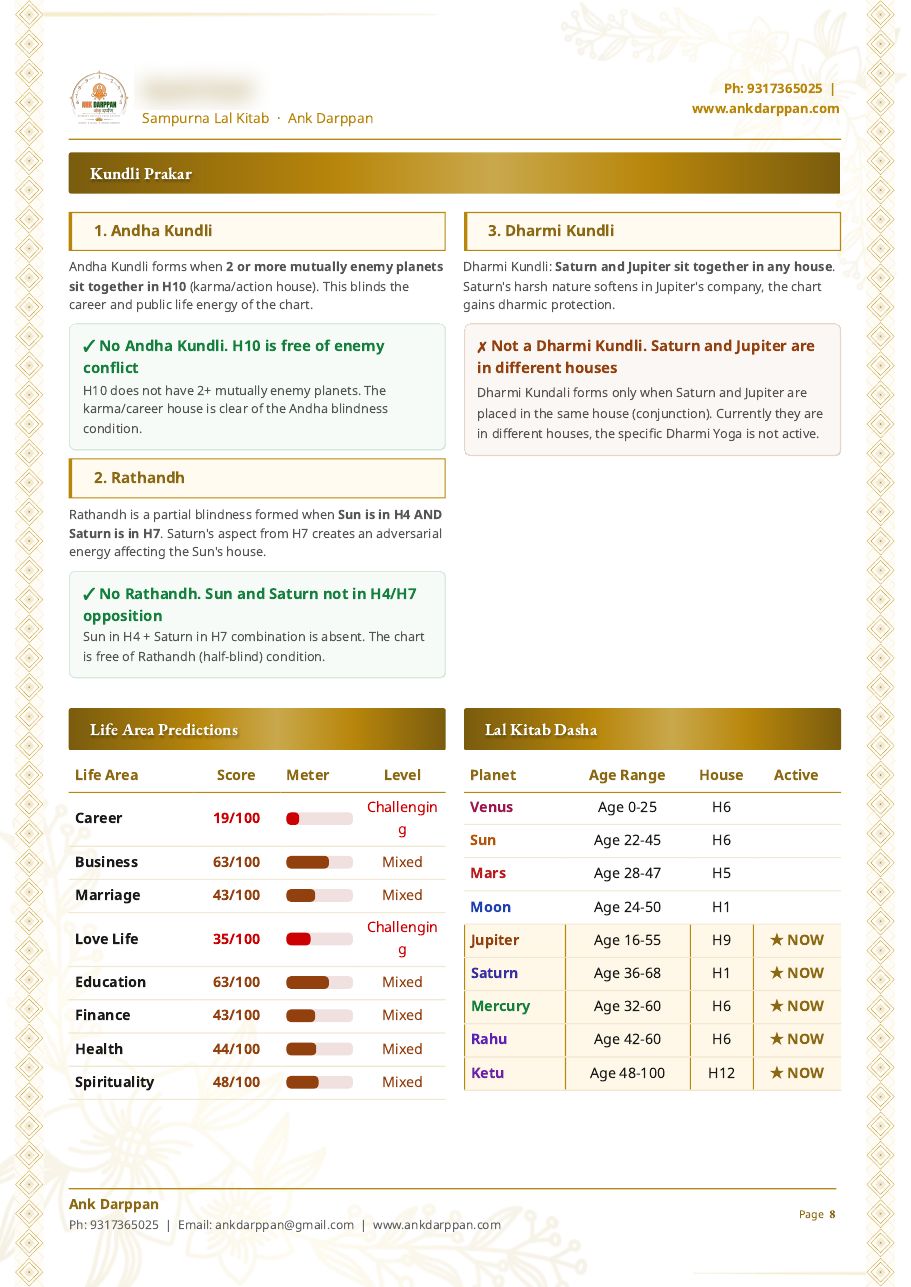 ANK DARPPAN
Sampurna Lal Kitab · Ank Darppan
Ph: 9317365025 |
www.ankdarppan.com
Kundli Prakar
1. Andha Kundli
Andha Kundli forms when 2 or more mutually enemy planets
sit together in H10 (karma/action house). This blinds the
career and public life energy of the chart.
✓ No Andha Kundli. H10 is free of enemy
conflict
H10 does not have 2+ mutually enemy planets. The
karma/career house is clear of the Andha blindness
condition.
2. Rathandh
Rathandh is a partial blindness formed when Sun is in H4 AND
Saturn is in H7. Saturn's aspect from H7 creates an adversarial
energy affecting the Sun's house.
✓ No Rathandh. Sun and Saturn not in H4/H7
opposition
Sun in H4 + Saturn in H7 combination is absent. The chart
is free of Rathandh (half-blind) condition.
3. Dharmi Kundli
Dharmi Kundli: Saturn and Jupiter sit together in any house.
Saturn's harsh nature softens in Jupiter's company, the chart
gains dharmic protection.
✗ Not a Dharmi Kundli. Saturn and Jupiter are
in different houses
Dharmi Kundali forms only when Saturn and Jupiter are
placed in the same house (conjunction). Currently they are
in different houses, the specific Dharmi Yoga is not active.
Life Area Predictions
Life Area Score Meter Level
Career 19/100 Challengin
g
Business 63/100 Mixed
Marriage 43/100 Mixed
Love Life 35/100 Challengin
g
Education 63/100 Mixed
Finance 43/100 Mixed
Health 44/100 Mixed
Spirituality 48/100 Mixed
Lal Kitab Dasha
Planet Age Range House Active
Venus Age 0-25 H6
Sun Age 22-45 H6
Mars Age 28-47 H5
Moon Age 24-50 H1
Jupiter Age 16-55 H9 ★ NOW
Saturn Age 36-68 H1 ★ NOW
Mercury Age 32-60 H6 ★ NOW
Rahu Age 42-60 H6 ★ NOW
Ketu Age 48-100 H12 ★ NOW
Ank Darppan
Ph: 9317365025 | Email: ankdarppan@gmail.com | www.ankdarppan.com
Page 8